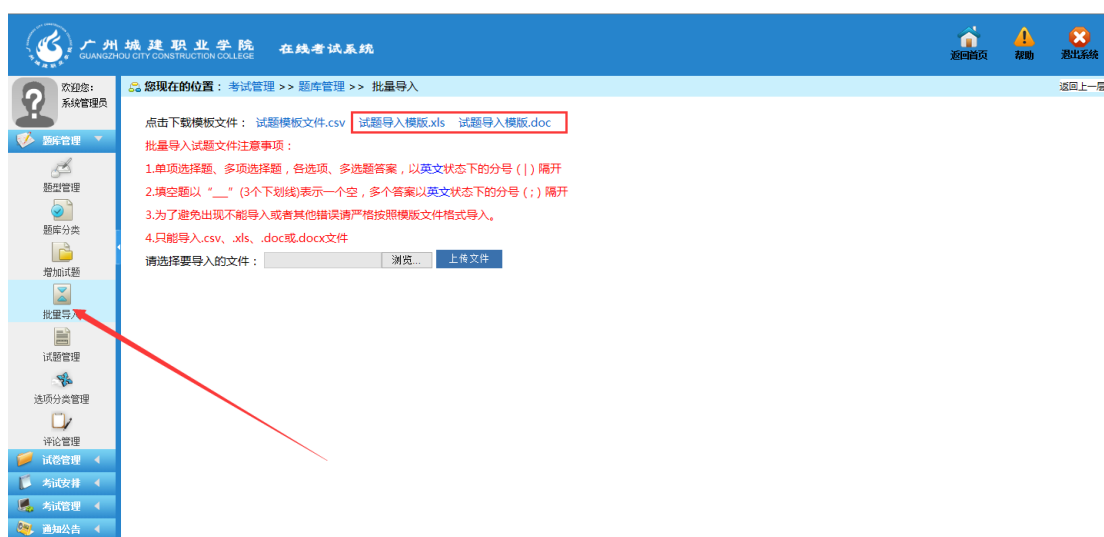 广州城建职业学院 在线考试系统
GUANGZHOU CITY CONSTRUCTION COLLEGE
返回首页 帮助 退出系统
欢迎您:
系统管理员
您现在的位置：考试管理 >> 题库管理 >> 批量导入 返回上一层
题库管理
题型管理
题库分类
增加试题
批量导入
试题管理
选项分类管理
评论管理
试卷管理
考试安排
考试管理
通知公告
点击下载模板文件： 试题模板文件.csv 试题导入模版.xls 试题导入模版.doc
批量导入试题文件注意事项：
1.单项选择题、多项选择题，各选项、多选题答案，以英文状态下的分号 ( | ) 隔开
2.填空题以“___”(3个下划线)表示一个空，多个答案以英文状态下的分号 ( ; ) 隔开
3.为了避免出现不能导入或者其他错误请严格按照模版文件格式导入。
4.只能导入.csv、.xls、.doc或.docx文件
请选择要导入的文件： 浏览... 上传文件